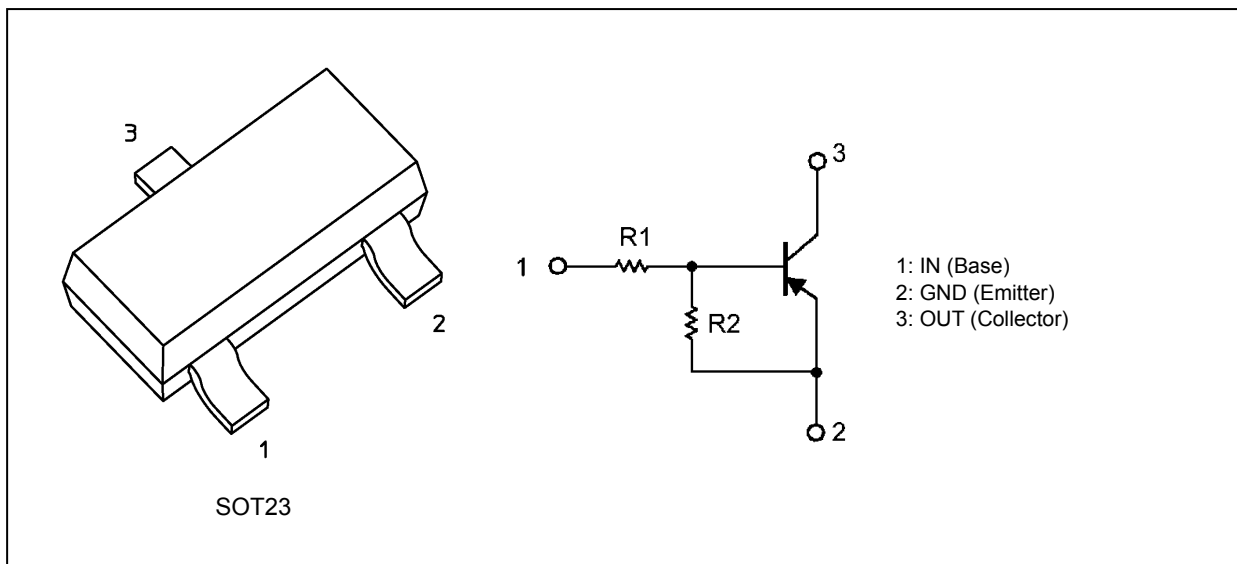 3
2
1
SOT23
3
R1
1
R2
2
1: IN (Base)
2: GND (Emitter)
3: OUT (Collector)